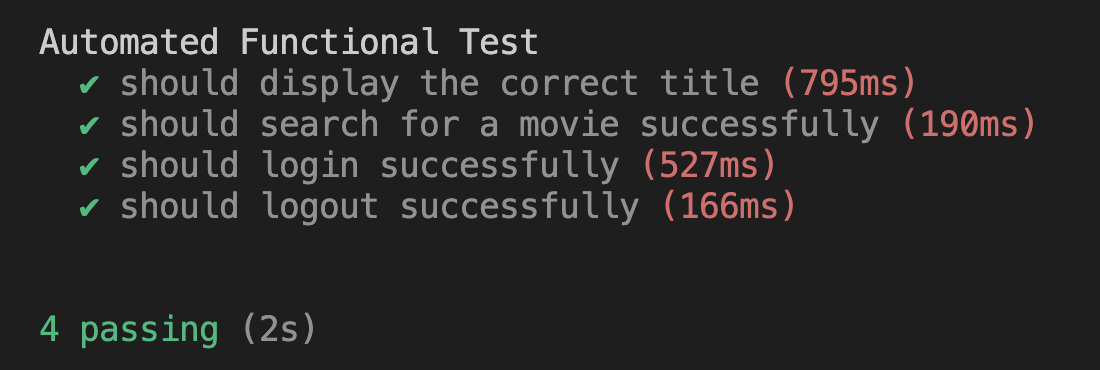 Automated Functional Test
✔ should display the correct title (795ms)
✔ should search for a movie successfully (190ms)
✔ should login successfully (527ms)
✔ should logout successfully (166ms)
4 passing (2s)